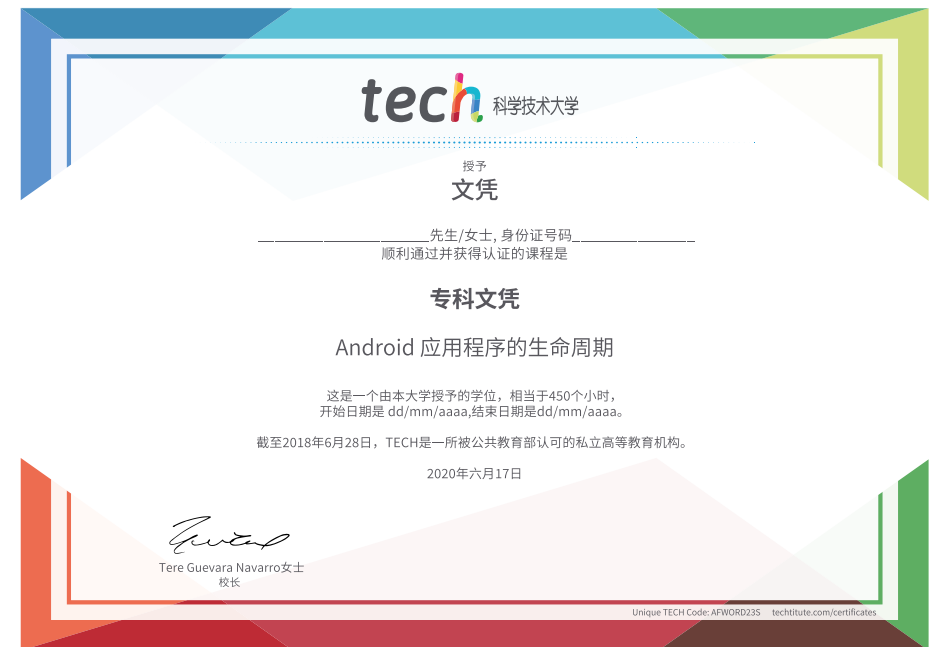 tech 科学技术大学
授予
文凭
________________________先生/女士, 身份证号码_________________
顺利通过并获得认证的课程是
专科文凭
Android 应用程序的生命周期
这是一个由本大学授予的学位，相当于450个小时，
开始日期是 dd/mm/aaaa,结束日期是dd/mm/aaaa。
截至2018年6月28日，TECH是一所被公共教育部认可的私立高等教育机构。
2020年六月17日
Tere Guevara Navarro女士
校长
Unique TECH Code: AFWORD23S techtitute.com/certificates